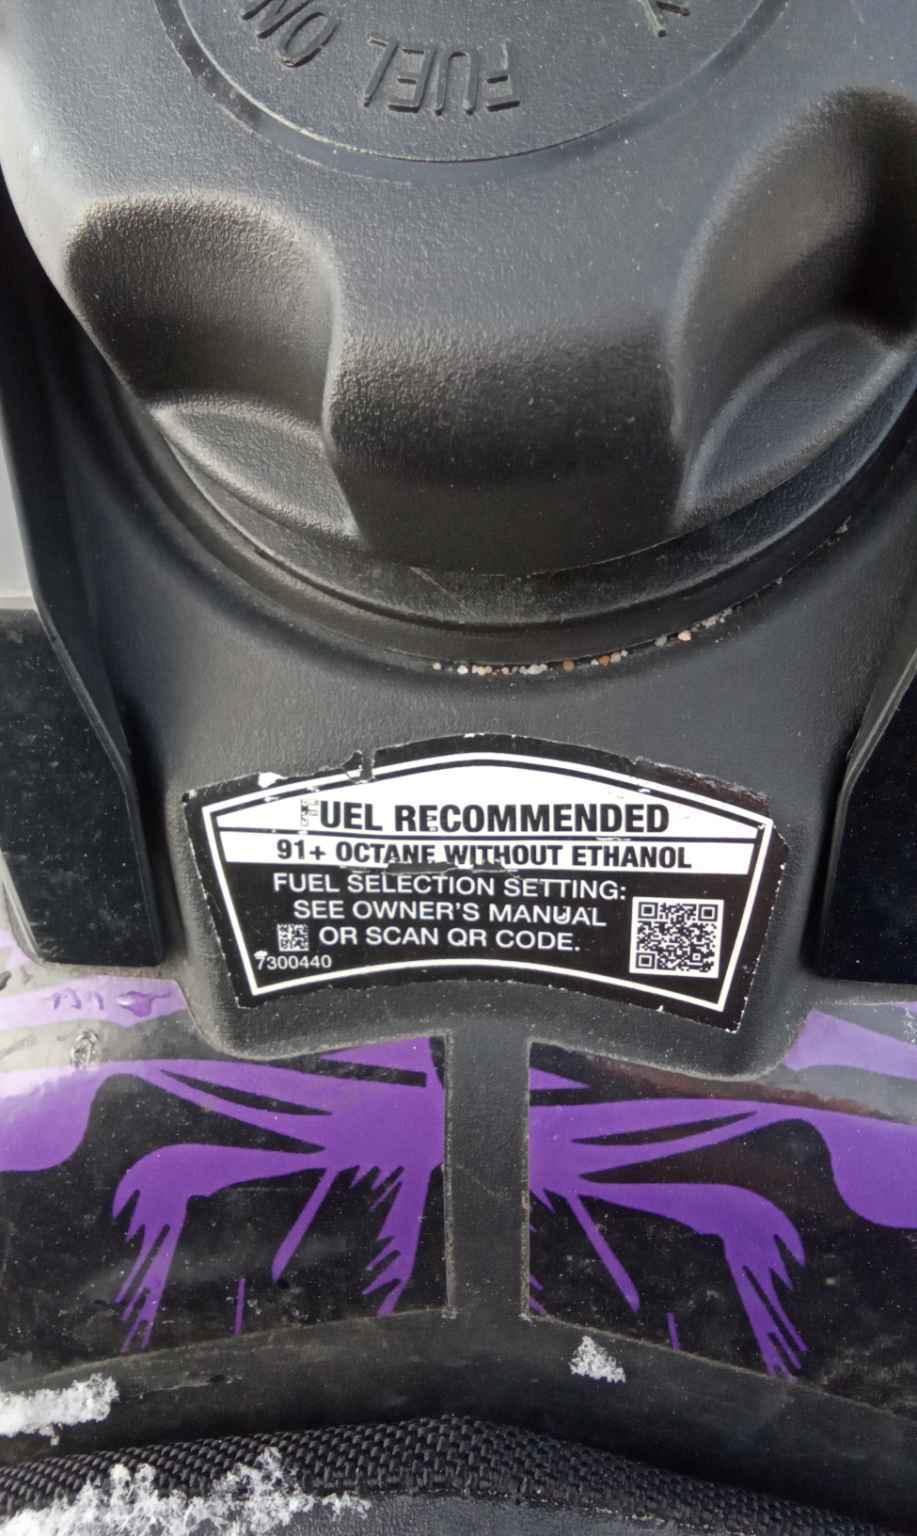 FUEL ON
FUEL RECOMMENDED
91+ OCTANE WITHOUT ETHANOL
FUEL SELECTION SETTING:
SEE OWNER'S MANUAL
OR SCAN QR CODE.
7300440